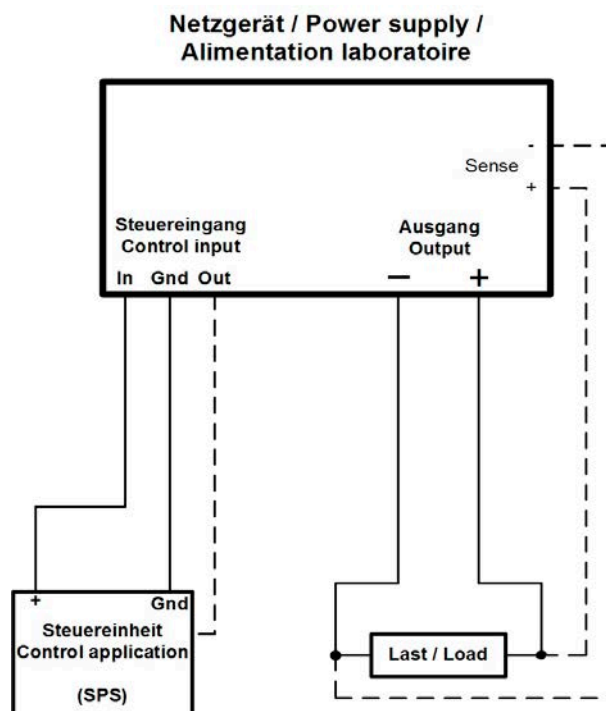 Netzgerät / Power supply /
Alimentation laboratoire
-
Sense
+
Steuereingang
Control input
In Gnd Out
Ausgang
Output
— +
+ Gnd
Steuereinheit
Control application
(SPS)
Last / Load